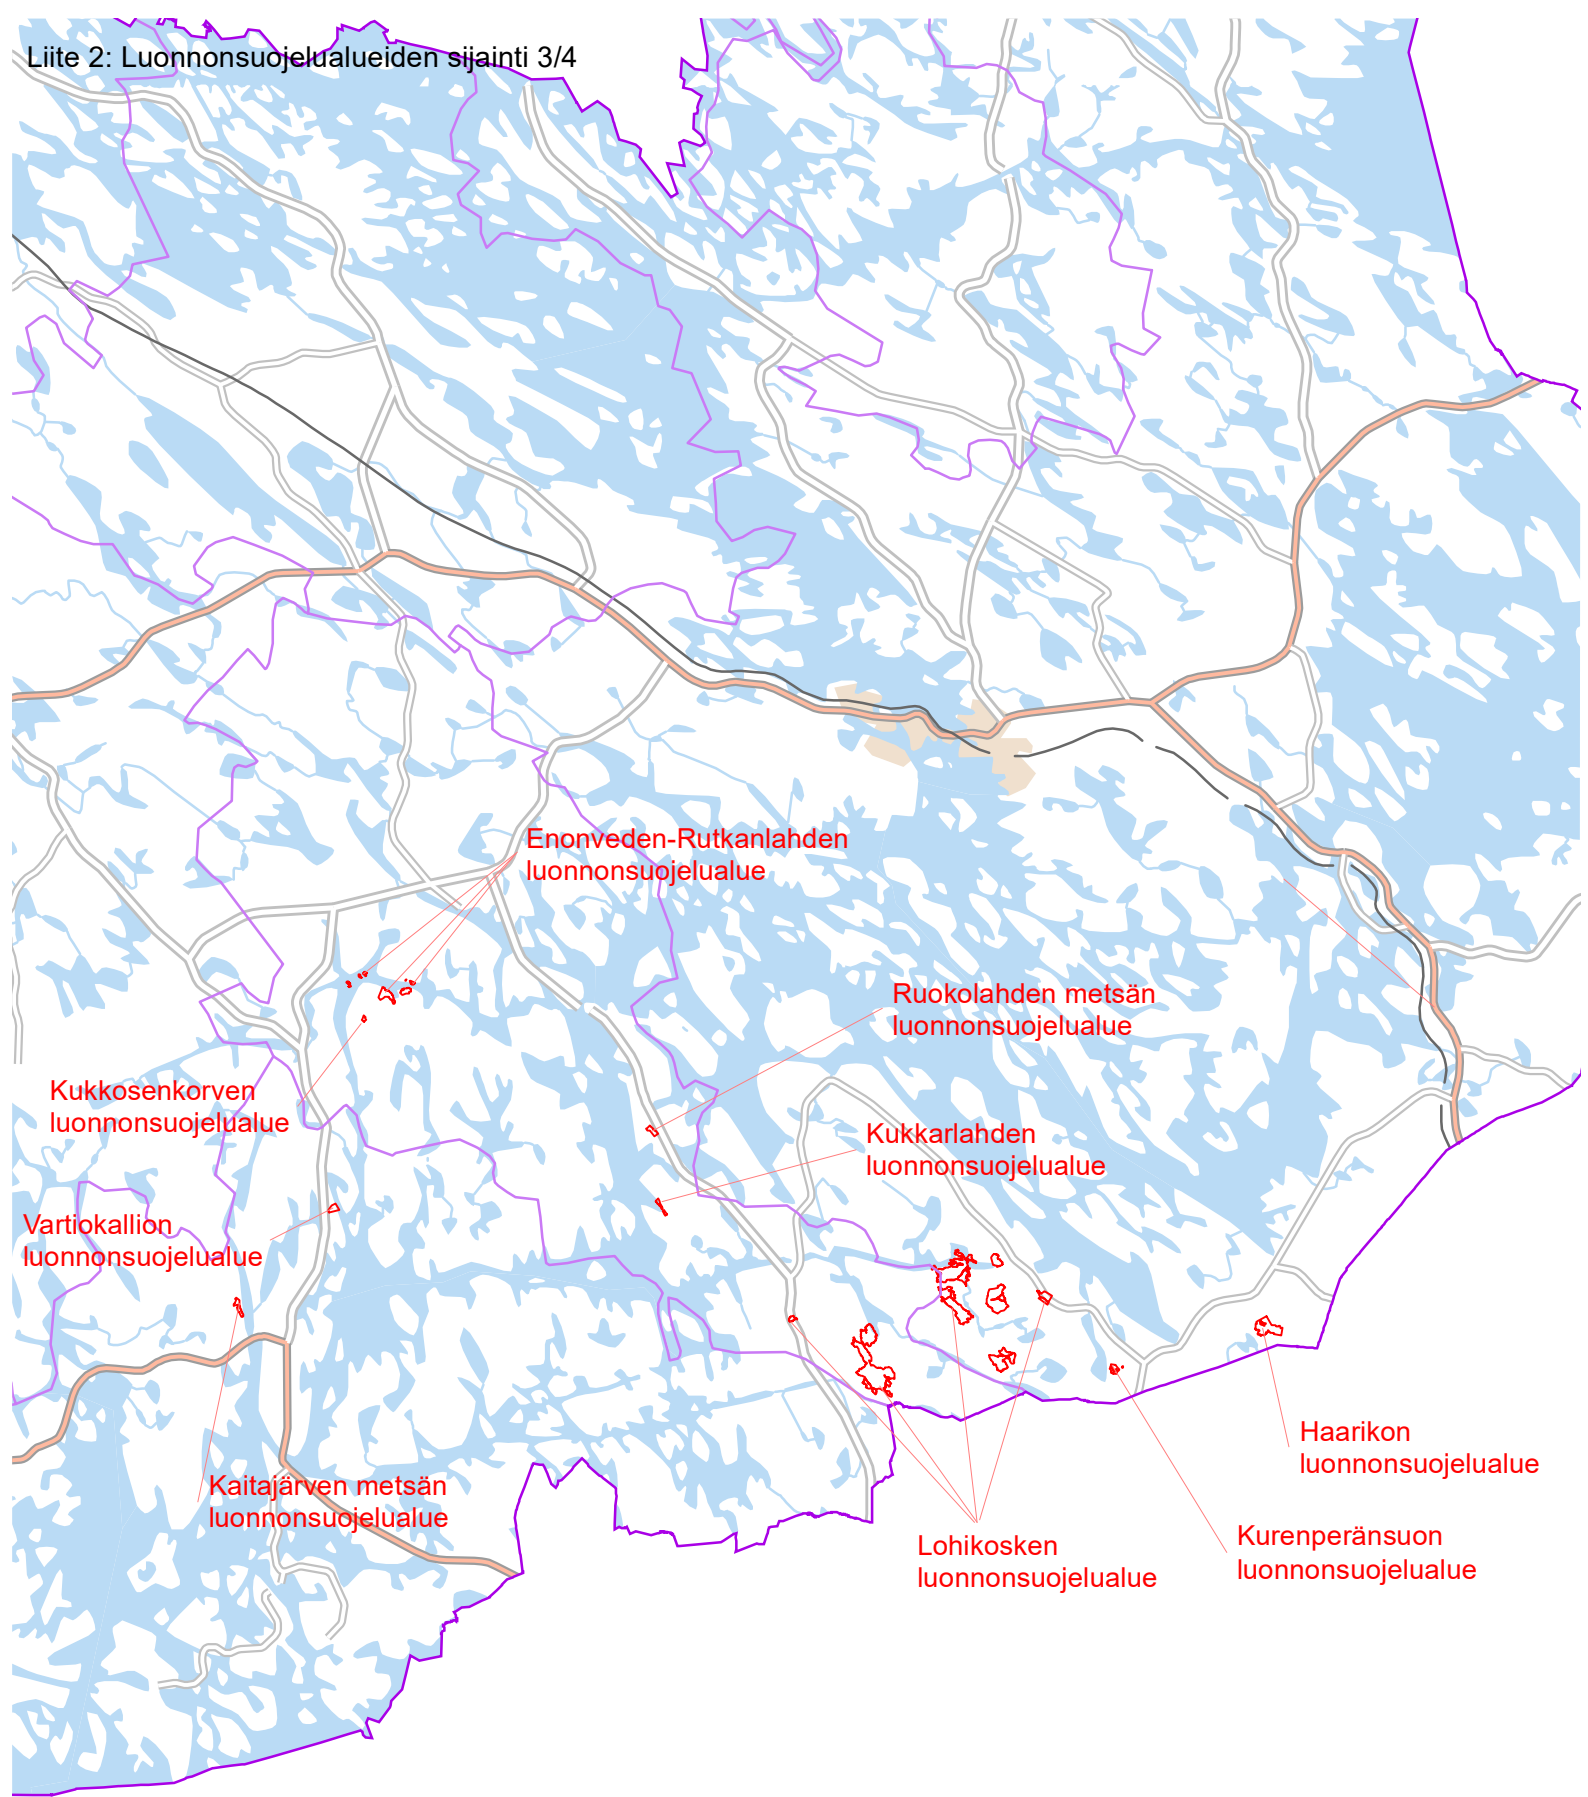 Liite 2: Luonnonsuojelualueiden sijainti 3/4
Enonveden-Rutkanlahden
luonnonsuojelualue
Ruokolahden metsän
luonnonsuojelualue
Kukkosenkorven
luonnonsuojelualue
Kukkarlahden
luonnonsuojelualue
Vartiokallion
luonnonsuojelualue
Haarikon
luonnonsuojelualue
Kaitajärven metsän
luonnonsuojelualue
Kurenperänsuon
luonnonsuojelualue
Lohikosken
luonnonsuojelualue